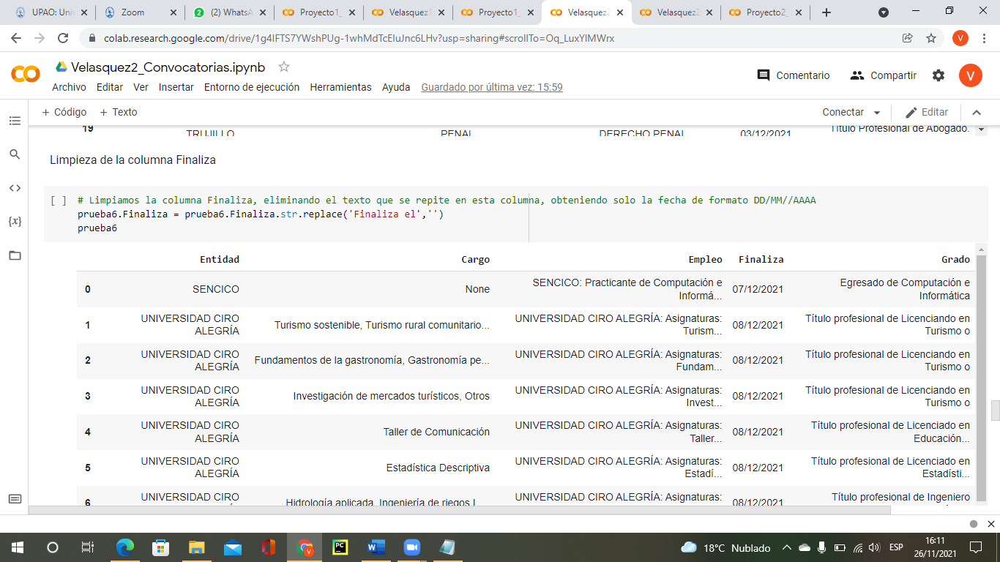 UPAO: Uni
Zoom
(2) WhatsA
Proyecto1_
Velasquez1
Proyecto1_
Velasquez2
Velasquez
Proyecto2_
colab.research.google.com/drive/1g4lFTS7YWshPUg-1whMdTcEIuJnc6LHv?usp=sharing#scrollTo=Oq_LuxYIMWrx
V
Velasquez2_Convocatorias.ipynb
Comentario
Compartir
V
Archivo Editar Ver Insertar Entorno de ejecución Herramientas Ayuda Guardado por última vez: 15:59
+ Código + Texto
Conectar
Editar
19 TRUJILLO PENAL DERECHO PENAL 03/12/2021 Título Profesional de Abogado.
Limpieza de la columna Finaliza
[ ] # Limpiamos la columna Finaliza, eliminando el texto que se repite en esta columna, obteniendo solo la fecha de formato DD/MM//AAAA
prueba6.Finaliza = prueba6.Finaliza.str.replace('Finaliza el','')
prueba6
Entidad Cargo Empleo Finaliza Grado
0 SENCICO None SENCICO: Practicante de Computación e Informá... 07/12/2021 Egresado de Computación e Informática
1 UNIVERSIDAD CIRO ALEGRÍA Turismo sostenible, Turismo rural comunitario... UNIVERSIDAD CIRO ALEGRÍA: Asignaturas: Turism... 08/12/2021 Título profesional de Licenciando en Turismo o
2 UNIVERSIDAD CIRO ALEGRÍA Fundamentos de la gastronomía, Gastronomía pe... UNIVERSIDAD CIRO ALEGRÍA: Asignaturas: Fundam... 08/12/2021 Título profesional de Licenciando en Turismo o
3 UNIVERSIDAD CIRO ALEGRÍA Investigación de mercados turísticos, Otros UNIVERSIDAD CIRO ALEGRÍA: Asignaturas: Invest... 08/12/2021 Título profesional de Licenciando en Turismo o
4 UNIVERSIDAD CIRO ALEGRÍA Taller de Comunicación UNIVERSIDAD CIRO ALEGRÍA: Asignaturas: Taller... 08/12/2021 Título profesional de Licenciado en Educación...
5 UNIVERSIDAD CIRO ALEGRÍA Estadística Descriptiva UNIVERSIDAD CIRO ALEGRÍA: Asignaturas: Estadí... 08/12/2021 Título profesional de Licenciado en Estadísti...
6 UNIVERSIDAD CIRO Hidrología aplicada, Ingeniería de riegos I... UNIVERSIDAD CIRO ALEGRÍA: Asignaturas: 08/12/2021 Título profesional de Ingeniero
18°C Nublado
ESP
16:11
26/11/2021